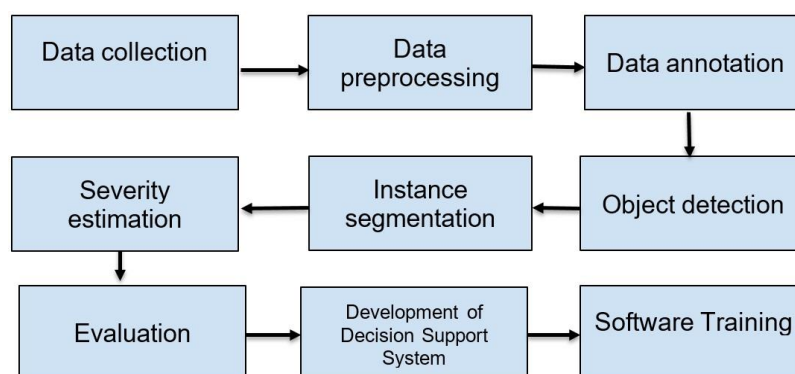 Data collection
Data
preprocessing
Data annotation
Severity
estimation
Instance
segmentation
Object detection
Evaluation
Development of
Decision Support
System
Software Training